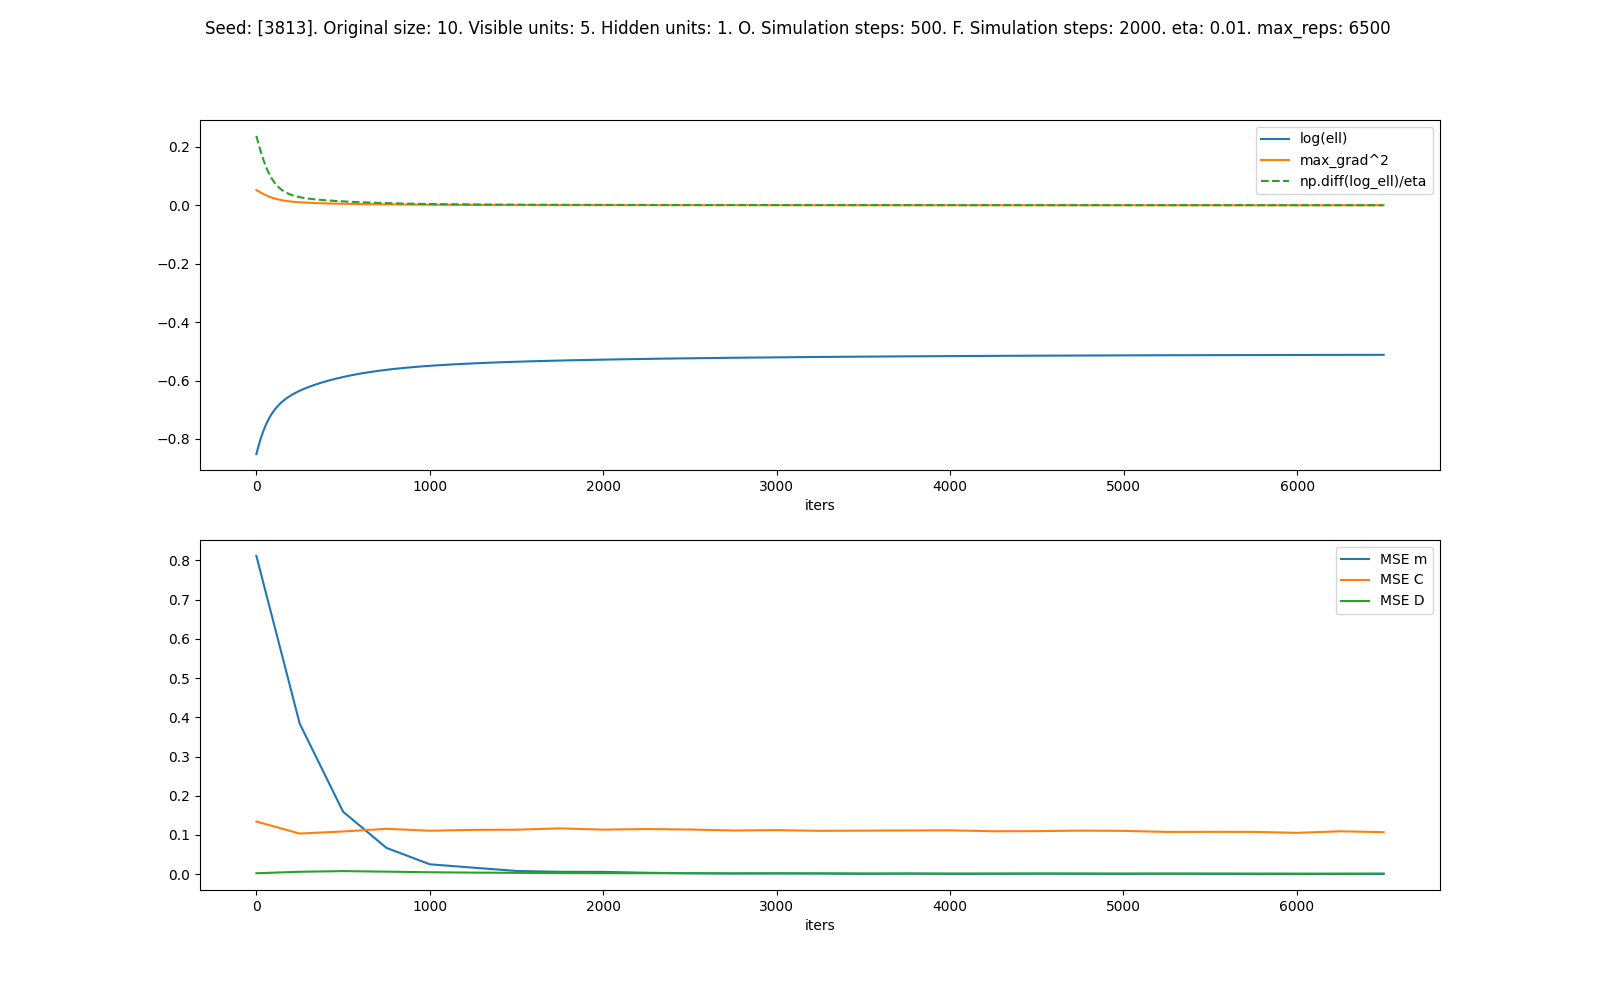 Seed: [3813]. Original size: 10. Visible units: 5. Hidden units: 1. O. Simulation steps: 500. F. Simulation steps: 2000. eta: 0.01. max_reps: 6500
0.2
0.0
−0.2
−0.4
−0.6
−0.8
log(ell)
max_grad^2
np.diff(log_ell)/eta
0 1000 2000 3000 4000 5000 6000
iters
0.8
0.7
0.6
0.5
0.4
0.3
0.2
0.1
0.0
MSE m
MSE C
MSE D
0 1000 2000 3000 4000 5000 6000
iters